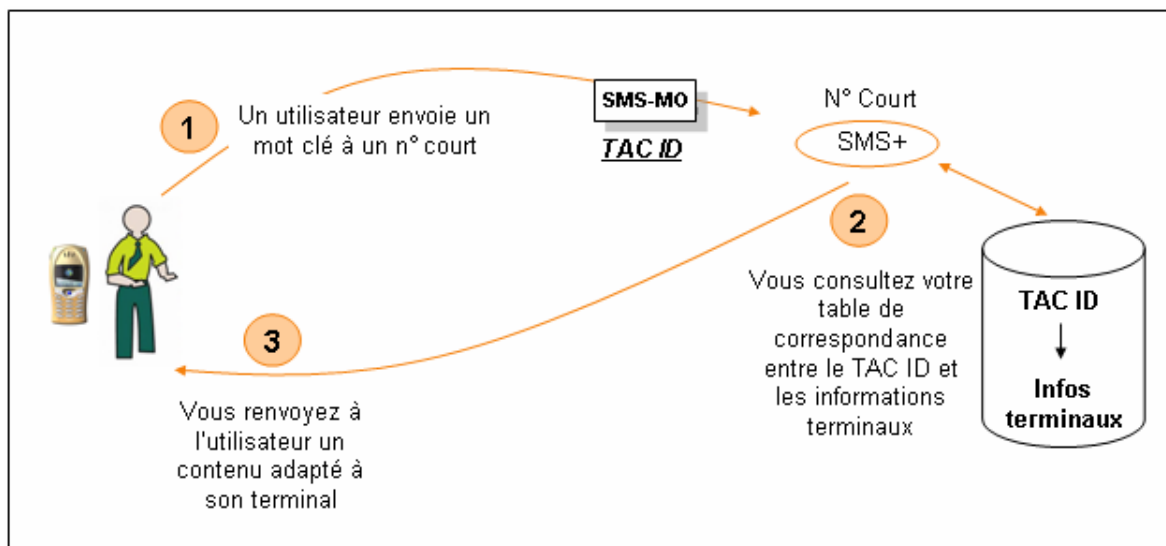 1
Un utilisateur envoie un
mot clé à un n° court
SMS-MO
TAC ID
N° Court
SMS+
2
Vous consultez votre
table de
correspondance
entre le TAC ID et
les informations
terminaux
TAC ID
Infos
terminaux
3
Vous renvoyez à
l'utilisateur un
contenu adapté à
son terminal